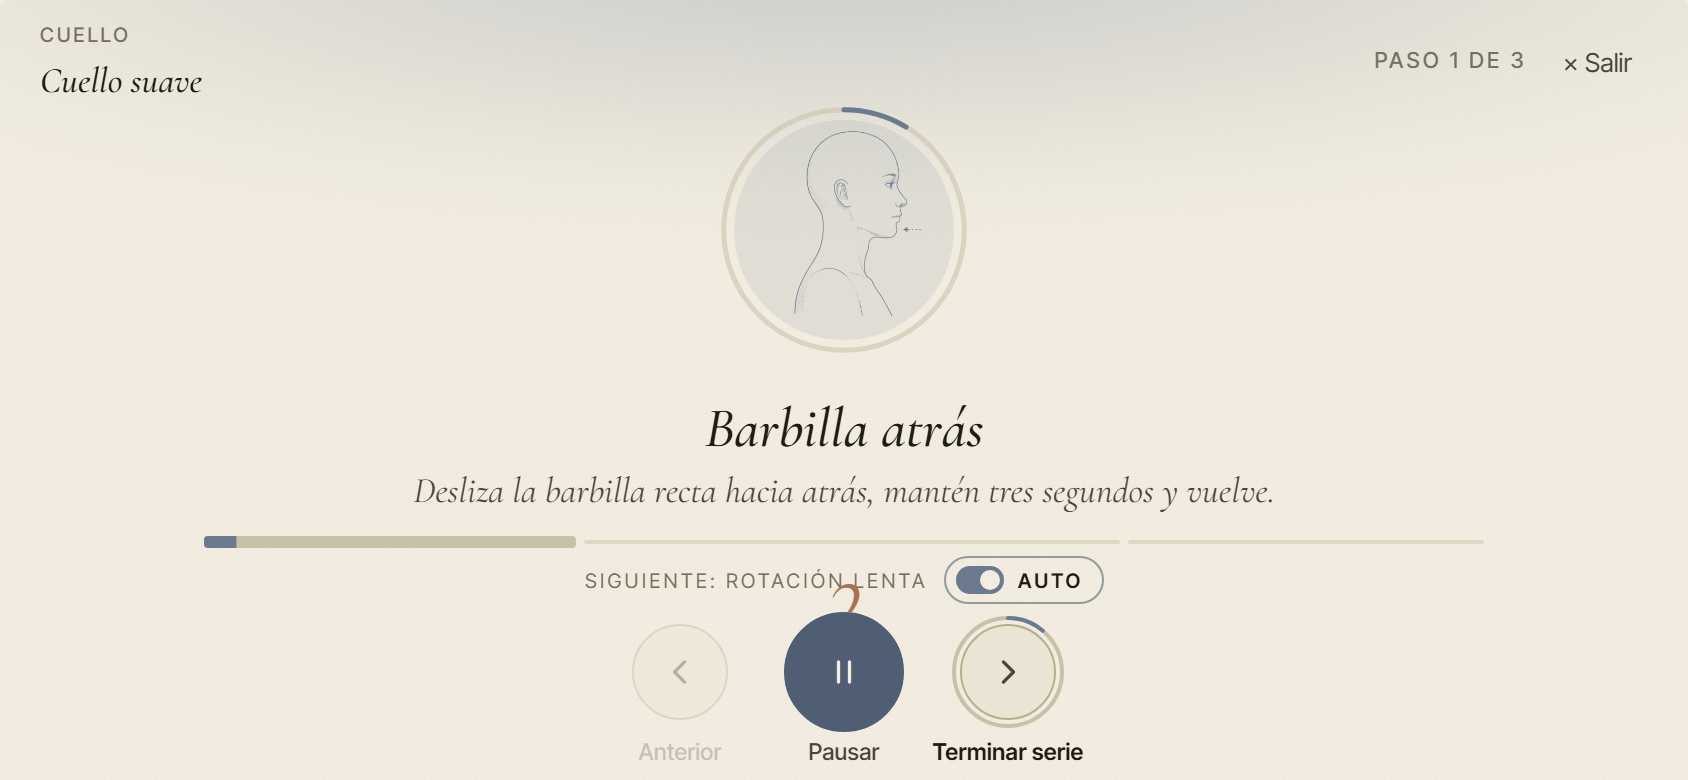 CUELLO
Cuello suave
PASO 1 DE 3
× Salir
Barbilla atrás
Desliza la barbilla recta hacia atrás, mantén tres segundos y vuelve.
SIGUIENTE: ROTACIÓN LENTA
AUTO
Anterior
Pausar
Terminar serie